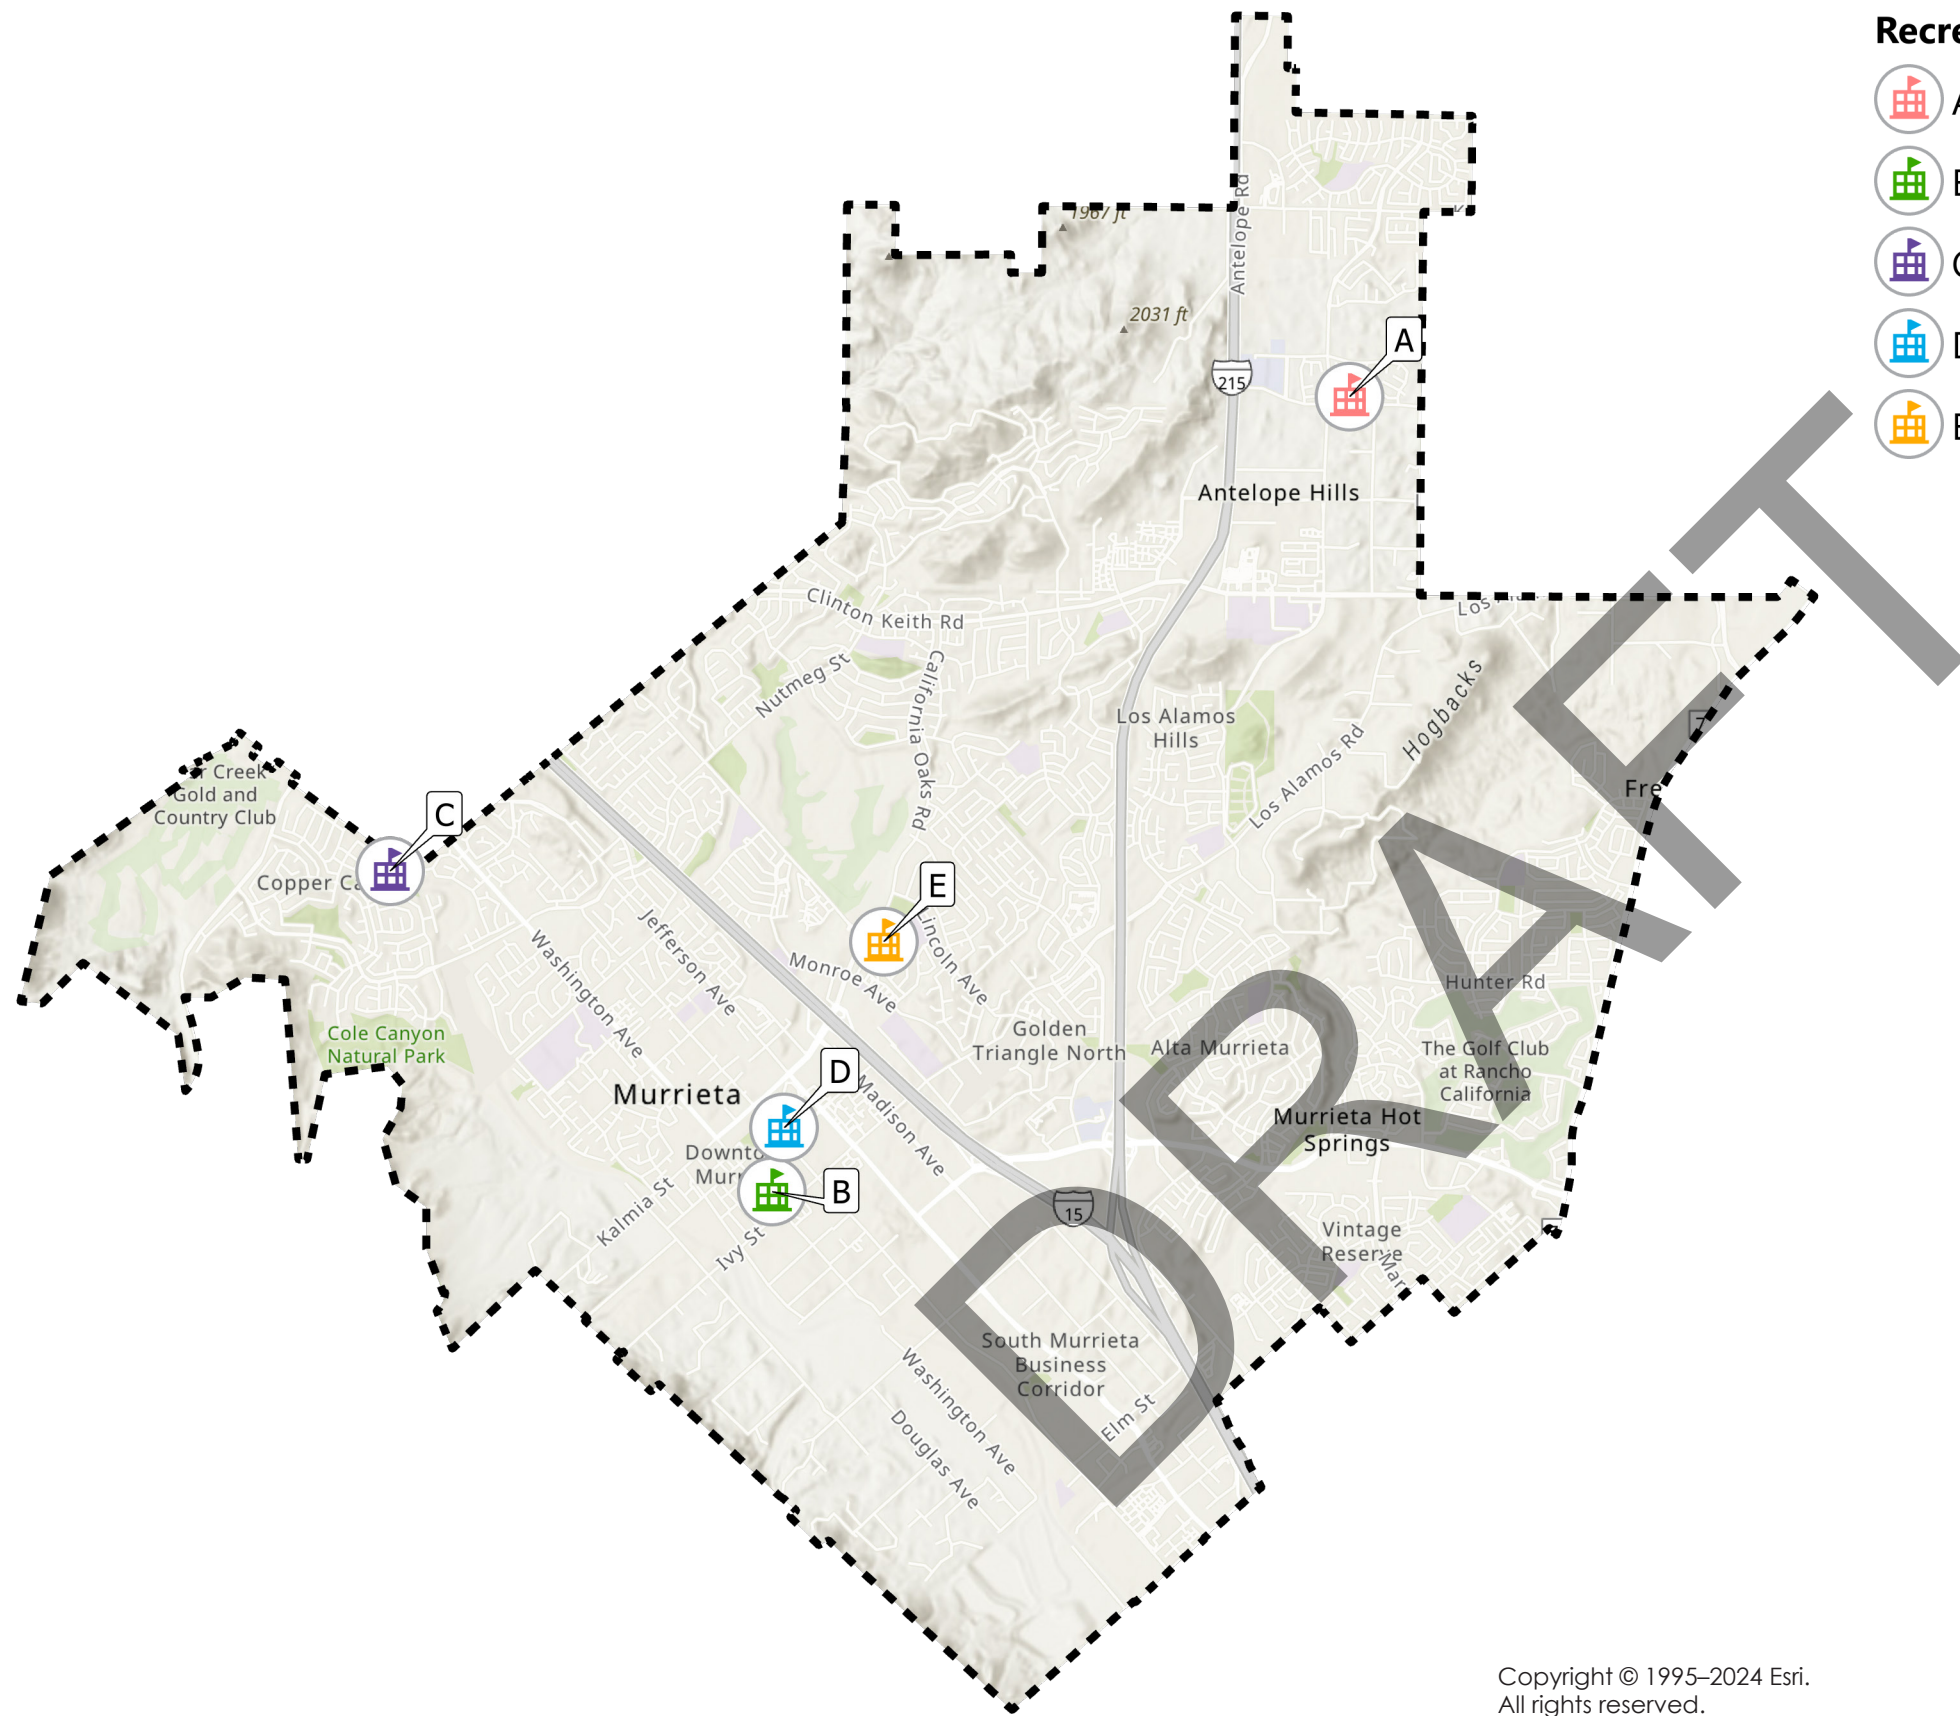 Recre
A
1967 ft
Antelope Rd
2031 ft
A
215
Antelope Hills
Clinton Keith Rd
Nutmeg St
California Oaks Rd
Los Alamos
Hills
Hogbacks
Los Alamos Rd
Fre
Creek
Gold and
Country Club
C
Copper Ca
E
Jefferson Ave
Washington Ave
Monroe Ave
Lincoln Ave
Hunter Rd
Golden
Triangle North
Alta Murrieta
Cole Canyon
Natural Park
The Golf Club
at Rancho
California
D
Murrieta
Madison Ave
Murrieta Hot
Springs
Downto
Murr
B
Kalmia St
Ivy St
15
Vintage
Reserve
South Murrieta
Business
Corridor
Elm St
Washington Ave
Douglas Ave
DRAFT
Copyright © 1995–2024 Esri.
All rights reserved.